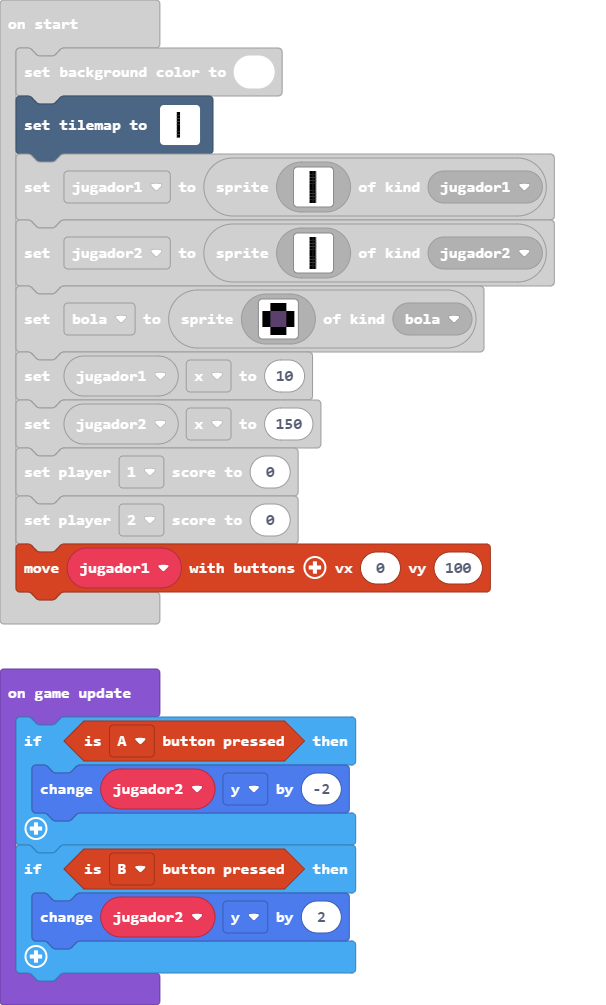 on start
set background color to
set tilemap to
set jugador1 to sprite of kind jugador1
set jugador2 to sprite of kind jugador2
set bola to sprite of kind bola
set jugador1 x to 10
set jugador2 x to 150
set player 1 score to 0
set player 2 score to 0
move jugador1 with buttons vx 0 vy 100
on game update
if is A button pressed then
change jugador2 y by -2
if is B button pressed then
change jugador2 y by 2